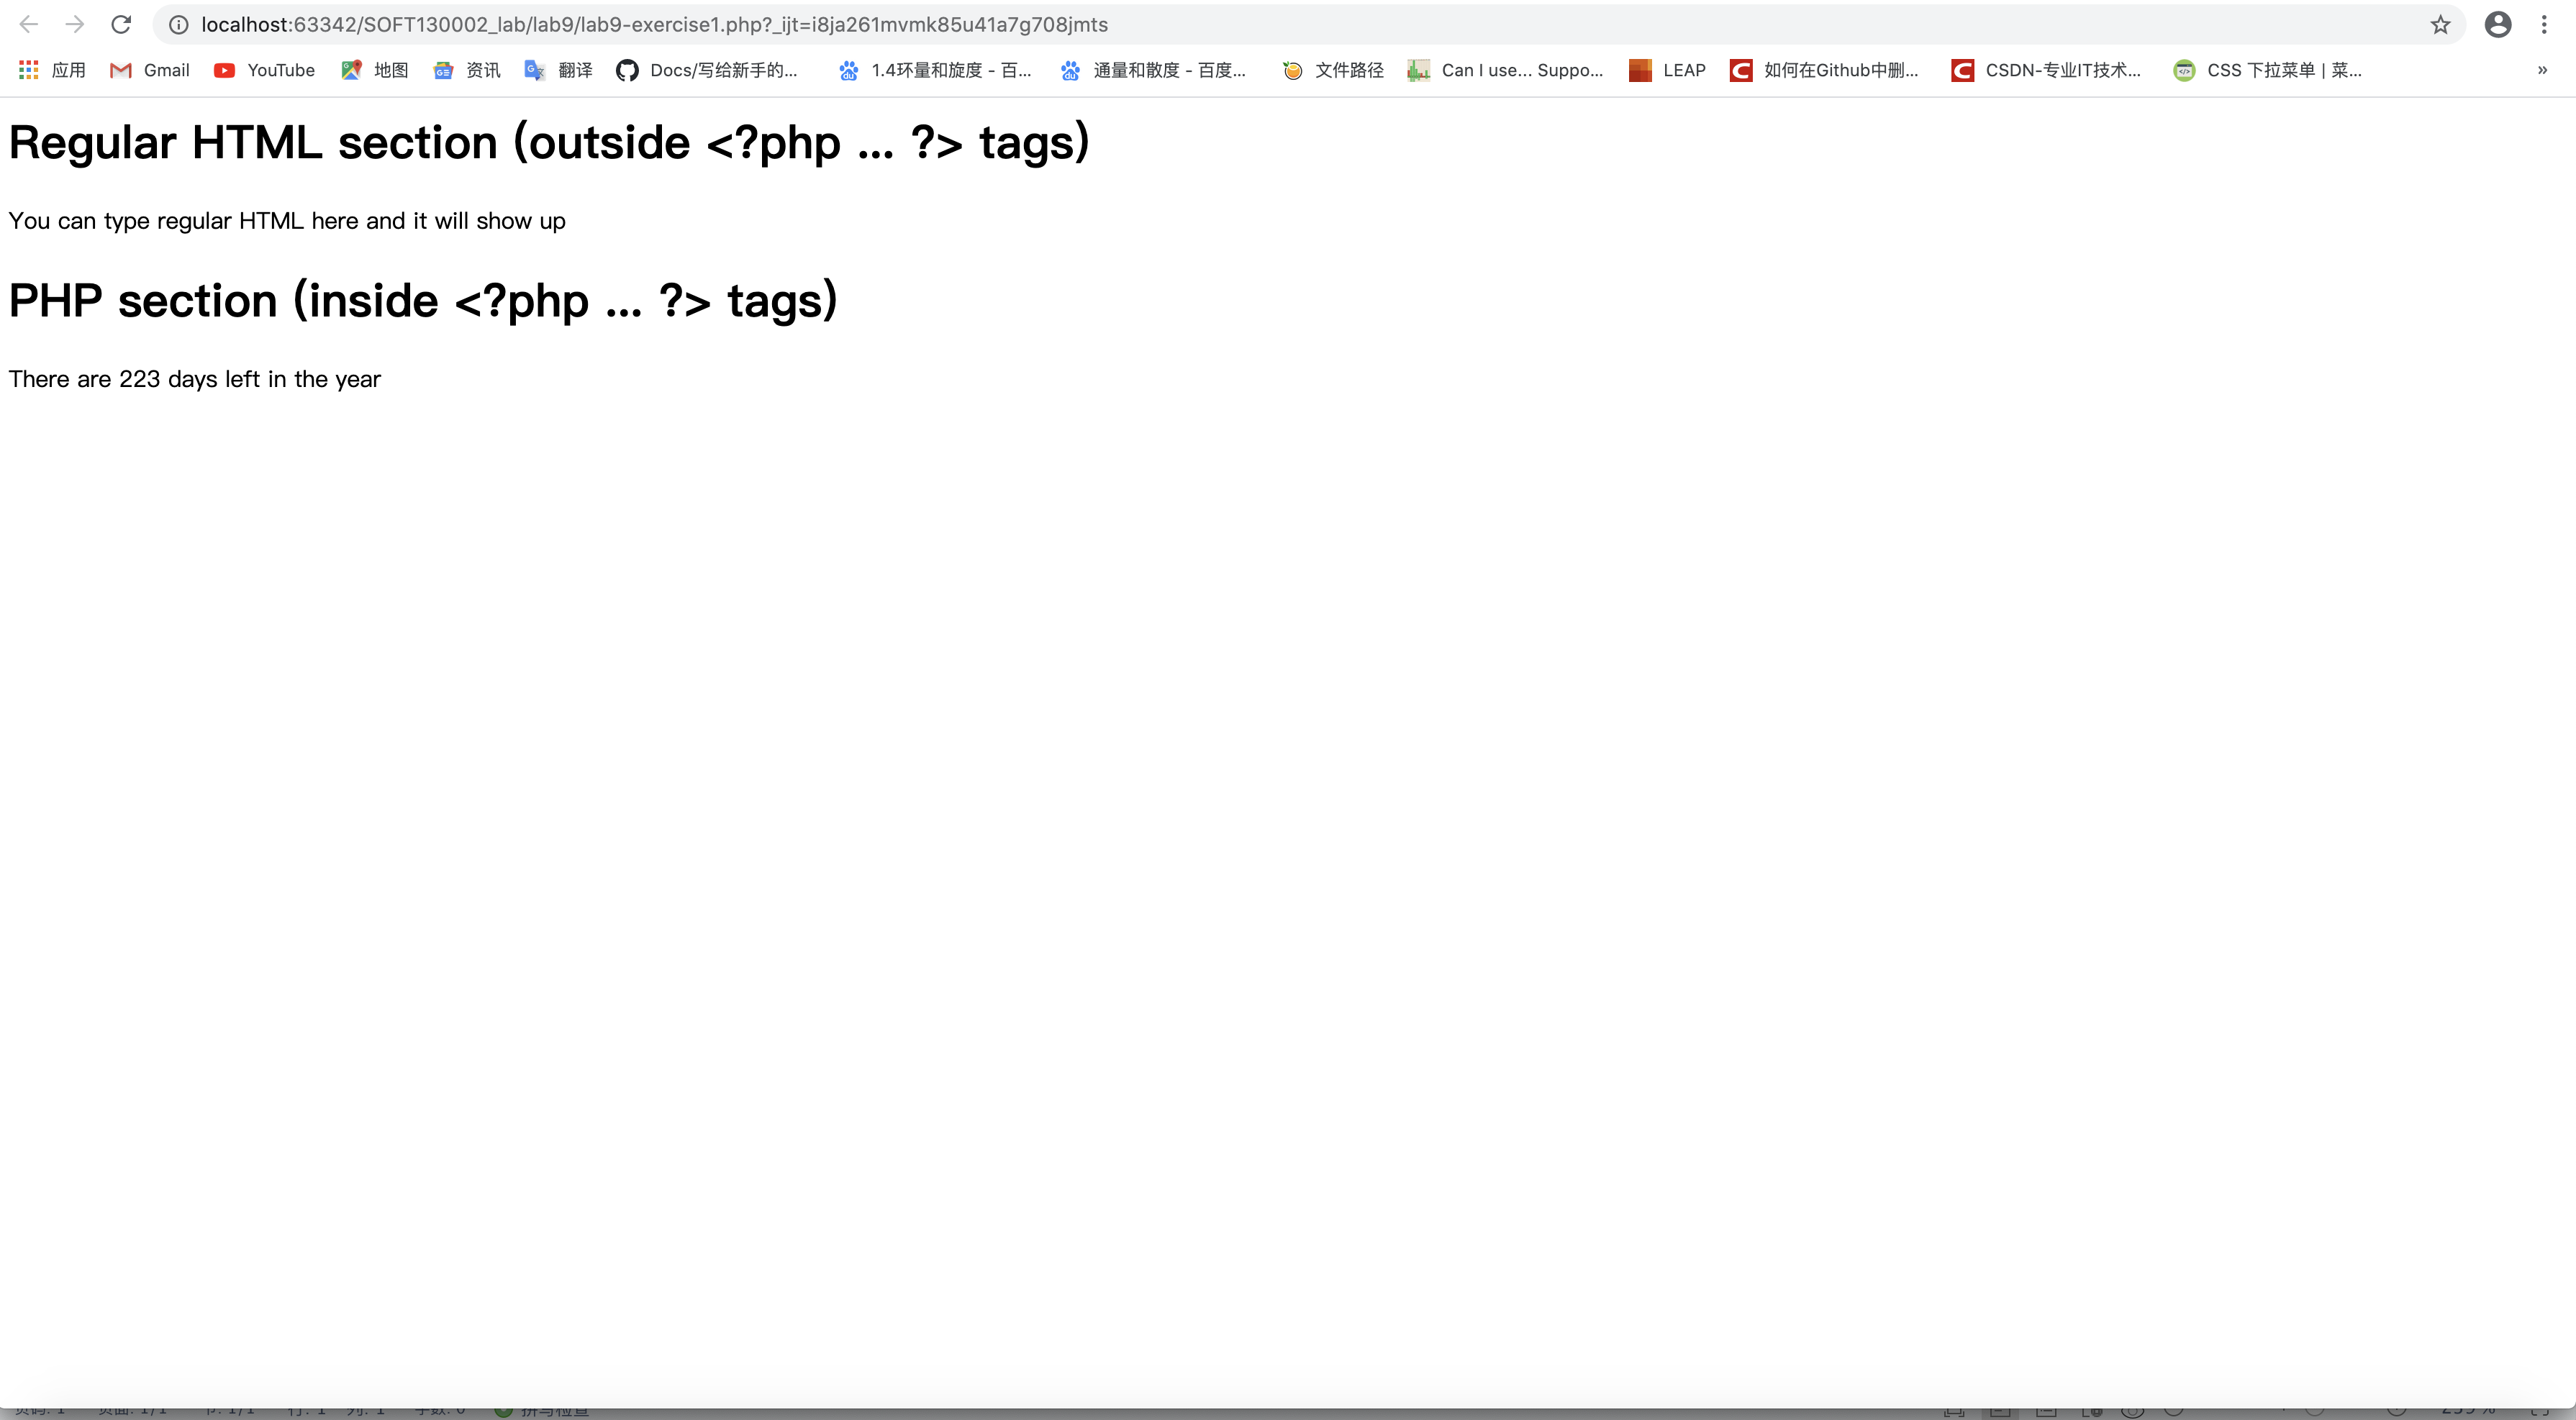 localhost:63342/SOFT130002_lab/lab9/lab9-exercise1.php?_ijt=i8ja261mvmk85u41a7g708jmts
应用 Gmail YouTube 地图 资讯 翻译 Docs/写给新手的... 1.4环量和旋度 - 百... 通量和散度 - 百度... 文件路径 Can I use... Suppo... LEAP 如何在Github中删... CSDN-专业IT技术... CSS 下拉菜单 | 菜... »
Regular HTML section (outside <?php ... ?> tags)
You can type regular HTML here and it will show up
PHP section (inside <?php ... ?> tags)
There are 223 days left in the year